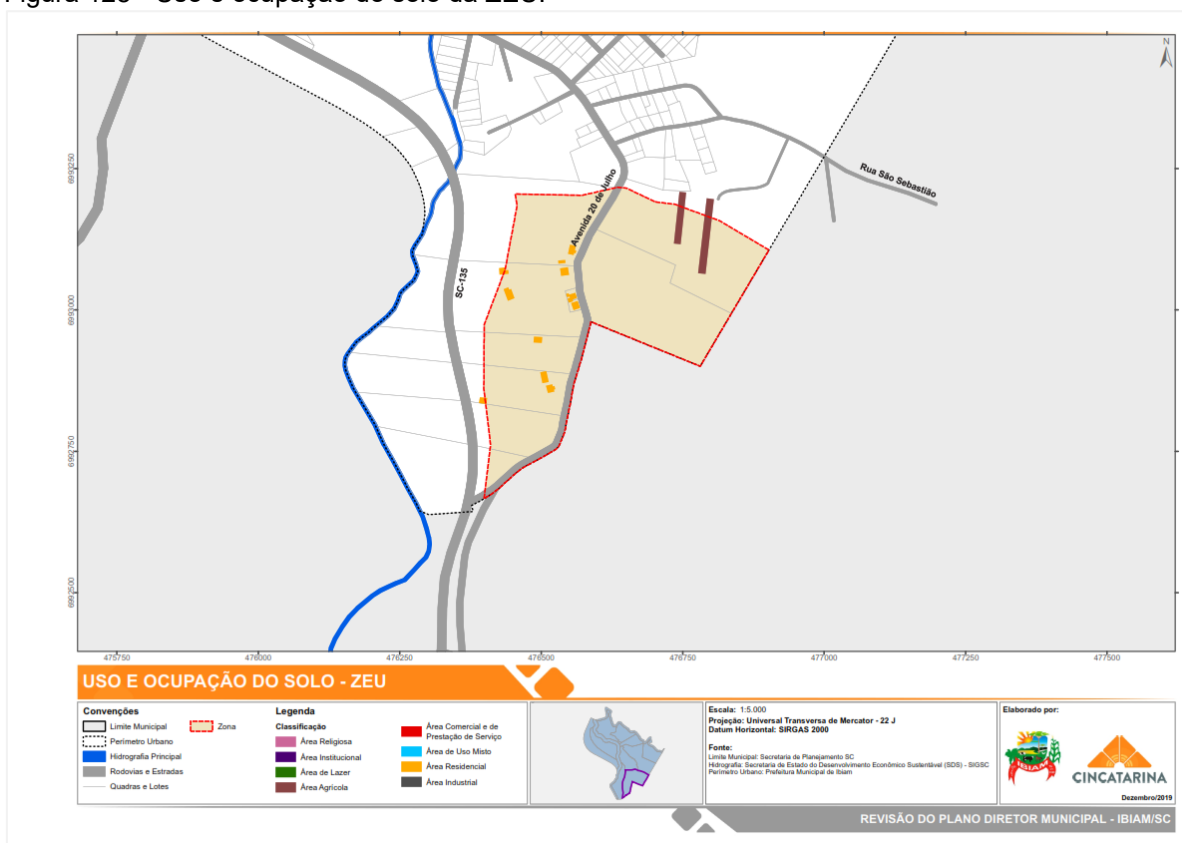 N
Rua São Sebastião
Avenida 20 de Julho
SC-135
6993250
6993000
6992750
6992500
475750 476000 476250 476500 476750 477000 477250 477500
USO E OCUPAÇÃO DO SOLO - ZEU
Convenções
Limite Municipal
Zona
Perímetro Urbano
Hidrografia Principal
Rodovias e Estradas
Quadras e Lotes
Legenda
Classificação
Área Religiosa
Área Institucional
Área de Lazer
Área Agrícola
Área Comercial e de
Prestação de Serviço
Área de Uso Misto
Área Residencial
Área Industrial
Escala: 1:5.000
Projeção: Universal Transversa de Mercator - 22 J
Datum Horizontal: SIRGAS 2000
Fonte:
Limite Municipal: Secretaria de Planejamento SC
Hidrografia: Secretaria de Estado do Desenvolvimento Econômico Sustentável (SDS) - SIGSC
Perímetro Urbano: Prefeitura Municipal de Ibiam
Elaborado por:
IBIAM
CINCATARINA
Dezembro/2019
REVISÃO DO PLANO DIRETOR MUNICIPAL - IBIAM/SC